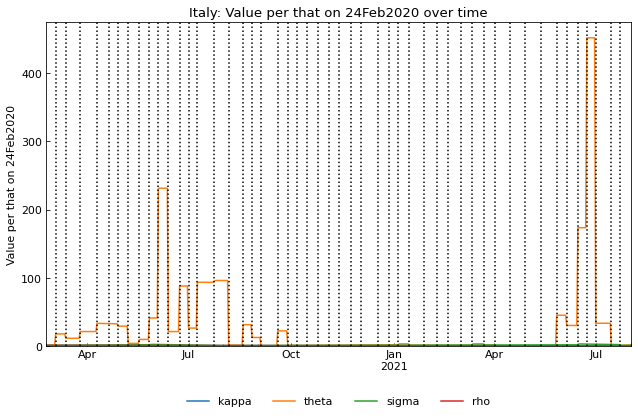 Italy: Value per that on 24Feb2020 over time
Value per that on 24Feb2020
400
300
200
100
0
Apr Jul Oct Jan Apr Jul
2021
kappa theta sigma rho